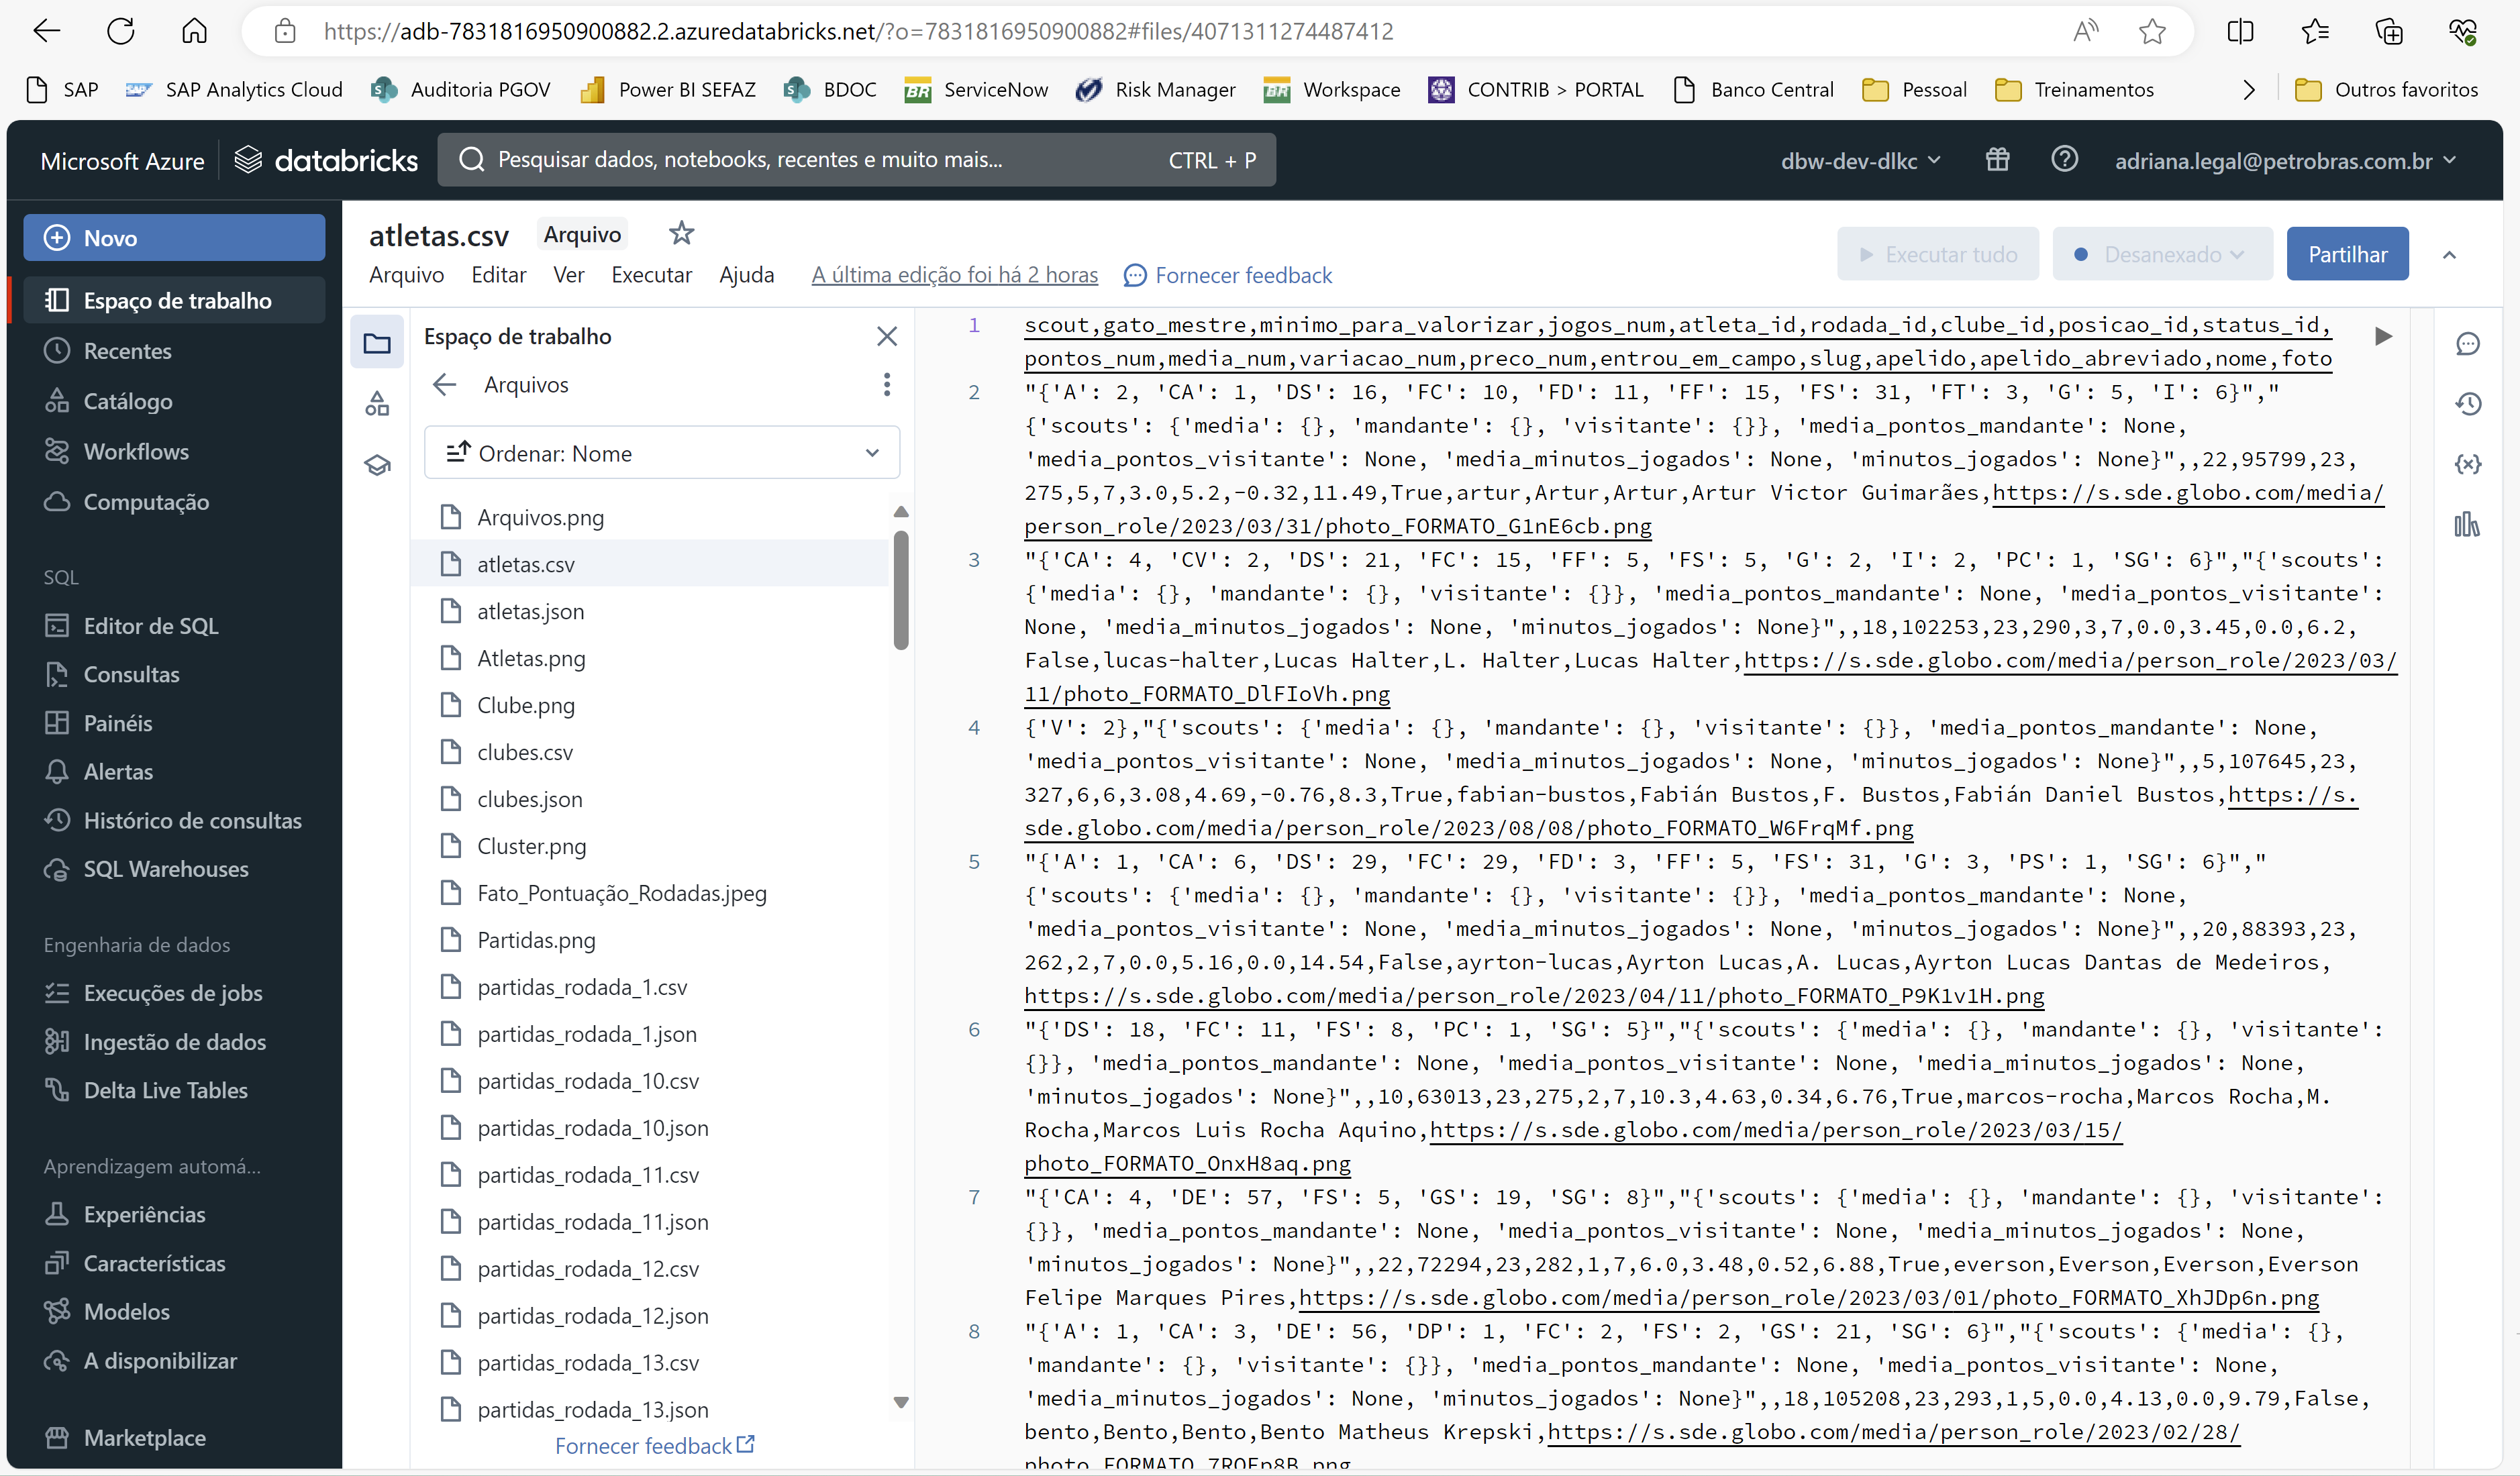 https://adb-7831816950900882.2.azuredatabricks.net/?o=7831816950900882#files/4071311274487412
SAP
SAP Analytics Cloud
Auditoria PGOV
Power BI SEFAZ
BDOC
ServiceNow
Risk Manager
Workspace
CONTRIB > PORTAL
Banco Central
Pessoal
Treinamentos
Outros favoritos
Microsoft Azure
databricks
Pesquisar dados, notebooks, recentes e muito mais...
CTRL + P
dbw-dev-dlkc
adriana.legal@petrobras.com.br
Novo
Espaço de trabalho
Recentes
Catálogo
Workflows
Computação
SQL
Editor de SQL
Consultas
Painéis
Alertas
Histórico de consultas
SQL Warehouses
Engenharia de dados
Execuções de jobs
Ingestão de dados
Delta Live Tables
Aprendizagem automá...
Experiências
Características
Modelos
A disponibilizar
Marketplace
atletas.csv
Arquivo
Arquivo
Editar
Ver
Executar
Ajuda
A última edição foi há 2 horas
Fornecer feedback
Executar tudo
Desanexado
Partilhar
Espaço de trabalho
Arquivos
Ordenar: Nome
Arquivos.png
atletas.csv
atletas.json
Atletas.png
Clube.png
clubes.csv
clubes.json
Cluster.png
Fato_Pontuação_Rodadas.jpeg
Partidas.png
partidas_rodada_1.csv
partidas_rodada_1.json
partidas_rodada_10.csv
partidas_rodada_10.json
partidas_rodada_11.csv
partidas_rodada_11.json
partidas_rodada_12.csv
partidas_rodada_12.json
partidas_rodada_13.csv
partidas_rodada_13.json
Fornecer feedback
1 scout,gato_mestre,minimo_para_valorizar,jogos_num,atleta_id,rodada_id,clube_id,posicao_id,status_id,
pontos_num,media_num,variacao_num,preco_num,entrou_em_campo,slug,apelido,apelido_abreviado,nome,foto
2 "{'A': 2, 'CA': 1, 'DS': 16, 'FC': 10, 'FD': 11, 'FF': 15, 'FS': 31, 'FT': 3, 'G': 5, 'I': 6}","
{'scouts': {'media': {}, 'mandante': {}, 'visitante': {}}, 'media_pontos_mandante': None,
'media_pontos_visitante': None, 'media_minutos_jogados': None, 'minutos_jogados': None}",,22,95799,23,
275,5,7,3.0,5.2,-0.32,11.49,True,artur,Artur,Artur,Artur Victor Guimarães,https://s.sde.globo.com/media/
person_role/2023/03/31/photo_FORMATO_G1nE6cb.png
3 "{'CA': 4, 'CV': 2, 'DS': 21, 'FC': 15, 'FF': 5, 'FS': 5, 'G': 2, 'I': 2, 'PC': 1, 'SG': 6}","{'scouts':
{'media': {}, 'mandante': {}, 'visitante': {}}, 'media_pontos_mandante': None, 'media_pontos_visitante':
None, 'media_minutos_jogados': None, 'minutos_jogados': None}",,18,102253,23,290,3,7,0.0,3.45,0.0,6.2,
False,lucas-halter,Lucas Halter,L. Halter,Lucas Halter,https://s.sde.globo.com/media/person_role/2023/03/
11/photo_FORMATO_DlFIoVh.png
4 {'V': 2},"{'scouts': {'media': {}, 'mandante': {}, 'visitante': {}}, 'media_pontos_mandante': None,
'media_pontos_visitante': None, 'media_minutos_jogados': None, 'minutos_jogados': None}",,5,107645,23,
327,6,6,3.08,4.69,-0.76,8.3,True,fabian-bustos,Fabián Bustos,F. Bustos,Fabián Daniel Bustos,https://s.
sde.globo.com/media/person_role/2023/08/08/photo_FORMATO_W6FrqMf.png
5 "{'A': 1, 'CA': 6, 'DS': 29, 'FC': 29, 'FD': 3, 'FF': 5, 'FS': 31, 'G': 3, 'PS': 1, 'SG': 6}","
{'scouts': {'media': {}, 'mandante': {}, 'visitante': {}}, 'media_pontos_mandante': None,
'media_pontos_visitante': None, 'media_minutos_jogados': None, 'minutos_jogados': None}",,20,88393,23,
262,2,7,0.0,5.16,0.0,14.54,False,ayrton-lucas,Ayrton Lucas,A. Lucas,Ayrton Lucas Dantas de Medeiros,
https://s.sde.globo.com/media/person_role/2023/04/11/photo_FORMATO_P9K1v1H.png
6 "{'DS': 18, 'FC': 11, 'FS': 8, 'PC': 1, 'SG': 5}","{'scouts': {'media': {}, 'mandante': {}, 'visitante':
{}}, 'media_pontos_mandante': None, 'media_pontos_visitante': None, 'media_minutos_jogados': None,
'minutos_jogados': None}",,10,63013,23,275,2,7,10.3,4.63,0.34,6.76,True,marcos-rocha,Marcos Rocha,M.
Rocha,Marcos Luis Rocha Aquino,https://s.sde.globo.com/media/person_role/2023/03/15/
photo_FORMATO_OnxH8aq.png
7 "{'CA': 4, 'DE': 57, 'FS': 5, 'GS': 19, 'SG': 8}","{'scouts': {'media': {}, 'mandante': {}, 'visitante':
{}}, 'media_pontos_mandante': None, 'media_pontos_visitante': None, 'media_minutos_jogados': None,
'minutos_jogados': None}",,22,72294,23,282,1,7,6.0,3.48,0.52,6.88,True,everson,Everson,Everson,Everson
Felipe Marques Pires,https://s.sde.globo.com/media/person_role/2023/03/01/photo_FORMATO_XhJDp6n.png
8 "{'A': 1, 'CA': 3, 'DE': 56, 'DP': 1, 'FC': 2, 'FS': 2, 'GS': 21, 'SG': 6}","{'scouts': {'media': {},
'mandante': {}, 'visitante': {}}, 'media_pontos_mandante': None, 'media_pontos_visitante': None,
'media_minutos_jogados': None, 'minutos_jogados': None}",,18,105208,23,293,1,5,0.0,4.13,0.0,9.79,False,
bento,Bento,Bento,Bento Matheus Krepski,https://s.sde.globo.com/media/person_role/2023/02/28/